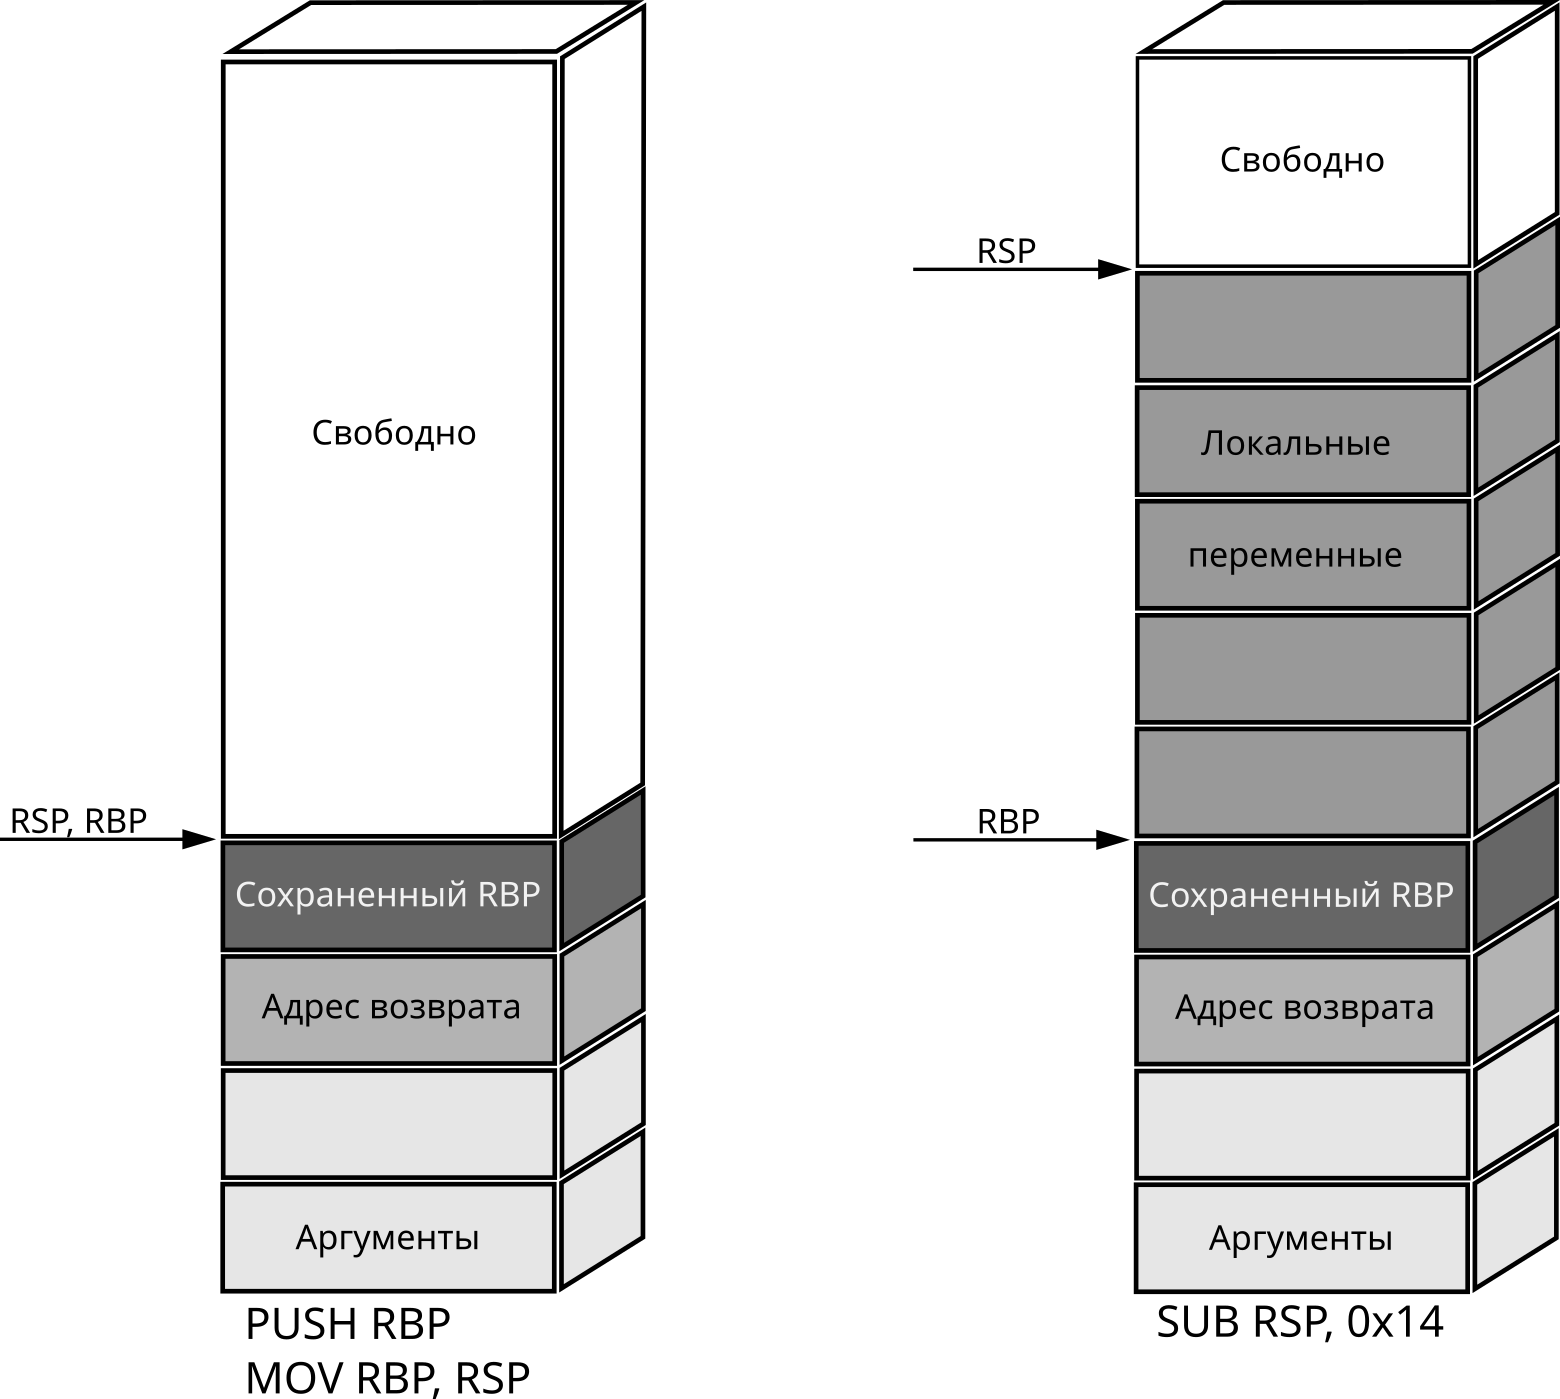 Свободно
RSP, RBP
Сохраненный RBP
Адрес возврата
Аргументы
PUSH RBP
MOV RBP, RSP
Свободно
RSP
Локальные
переменные
RBP
Сохраненный RBP
Адрес возврата
Аргументы
SUB RSP, 0x14